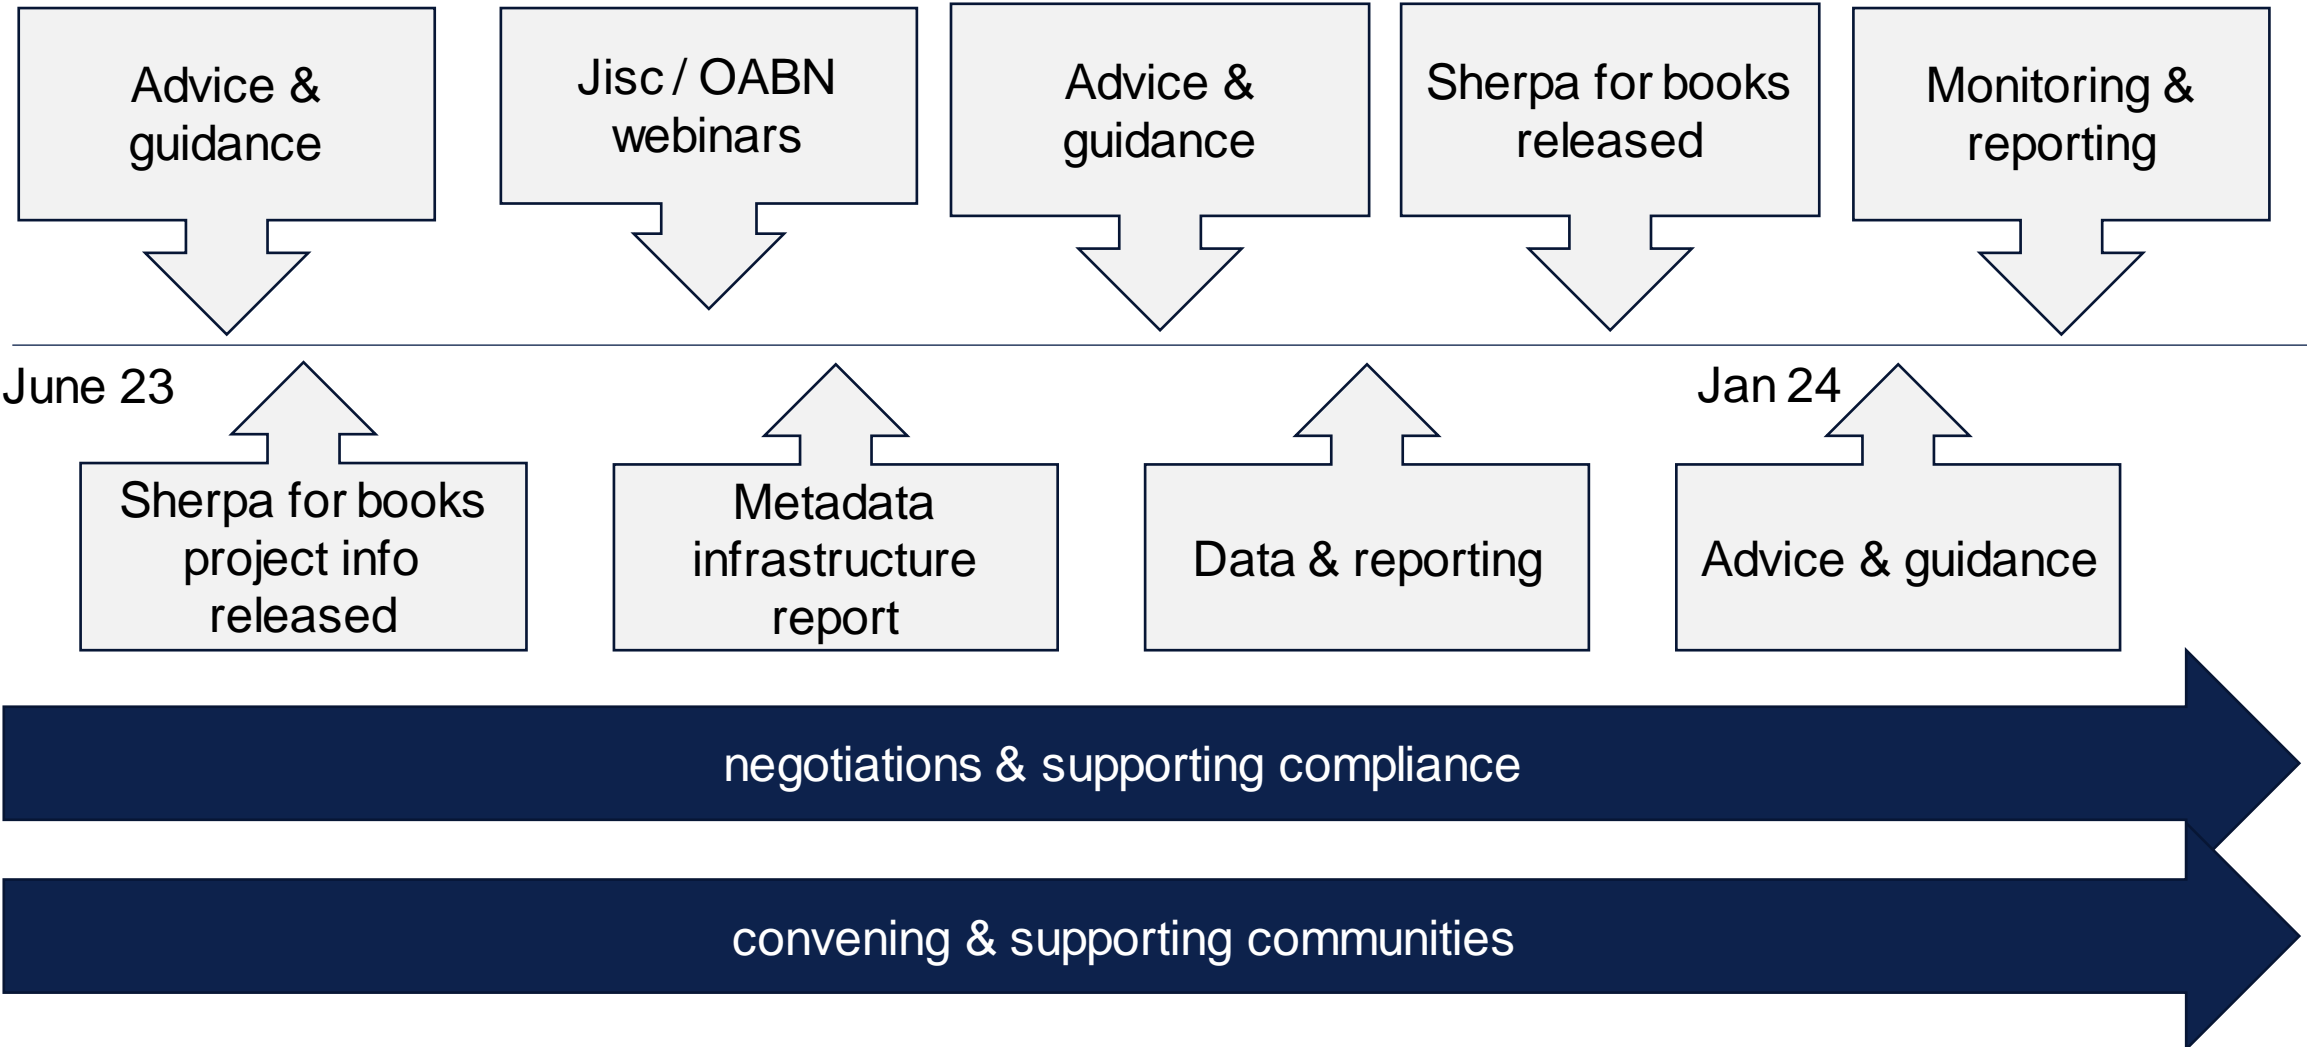 Advice &
guidance
Jisc / OABN
webinars
Advice &
guidance
Sherpa for books
released
Monitoring &
reporting
June 23
Jan 24
Sherpa for books
project info
released
Metadata
infrastructure
report
Data & reporting
Advice & guidance
negotiations & supporting compliance
convening & supporting communities